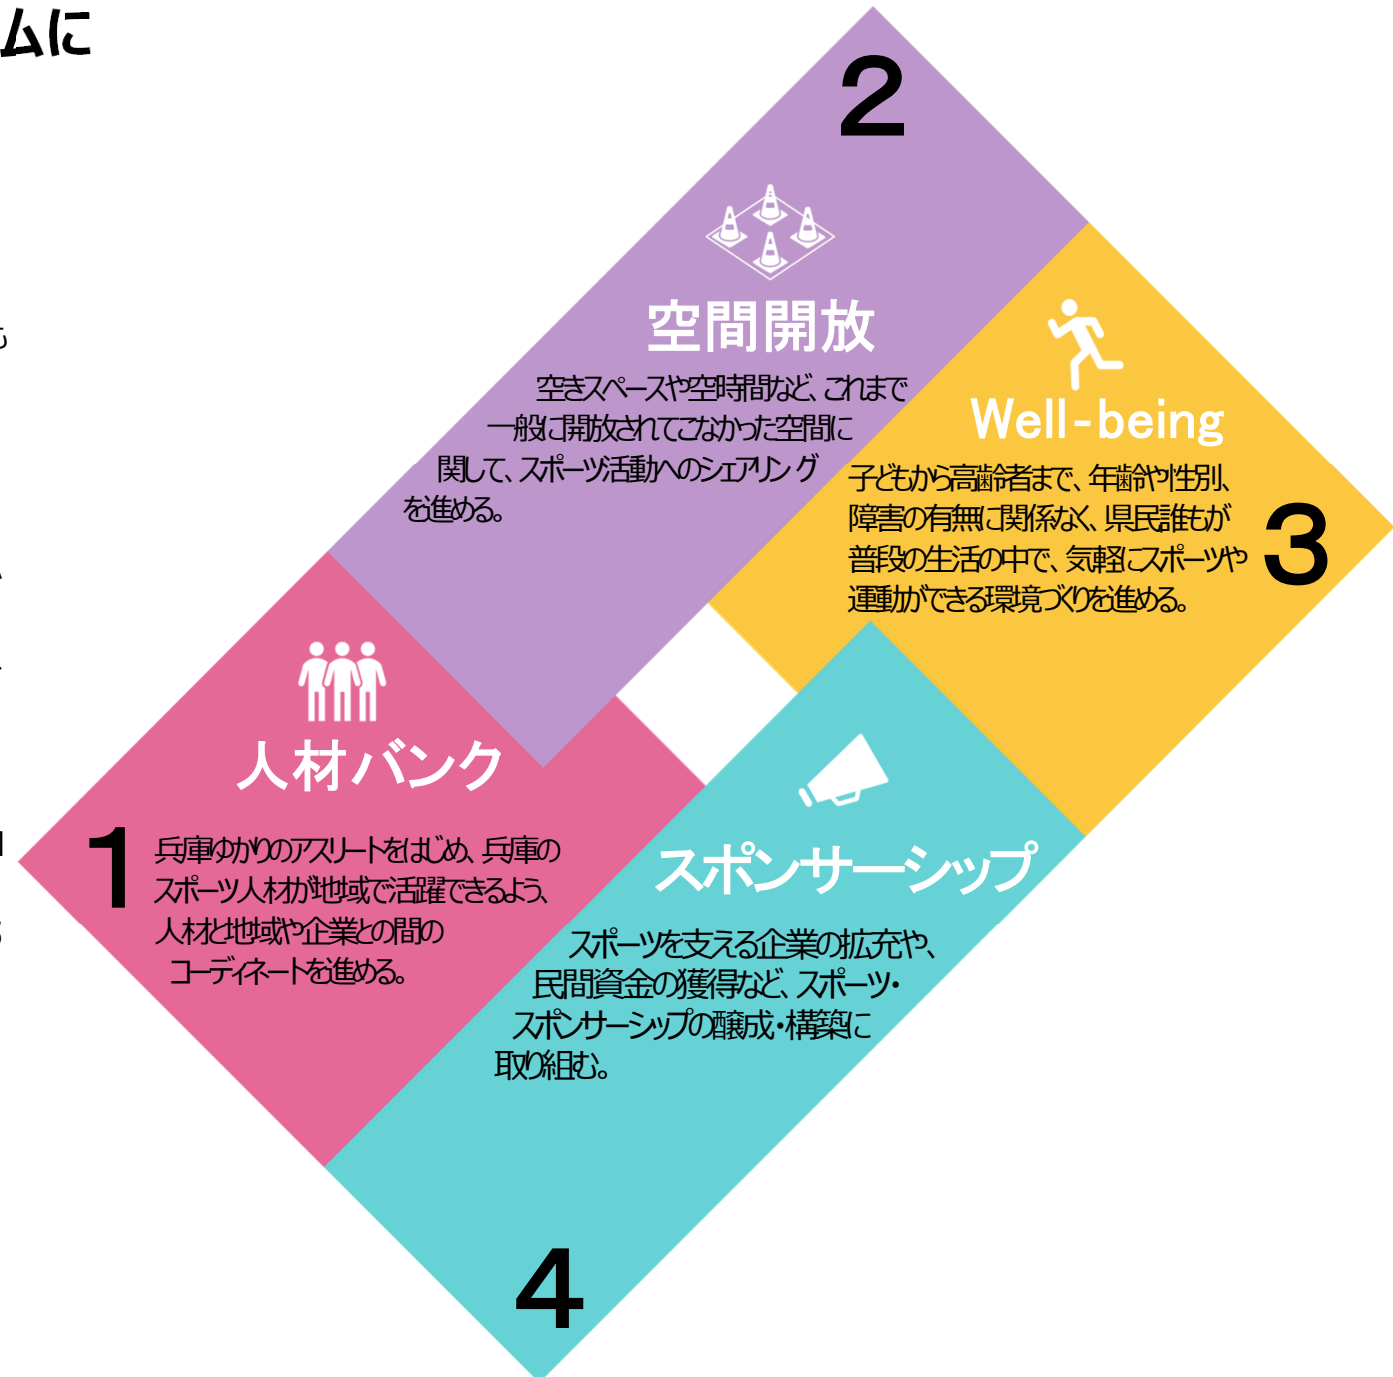 ムに
も
2
空間開放
空きスペースや空時間など、これまで
一般に開放されてこなかった空間に
関して、スポーツ活動へのシェアリング
を進める。
Well-being
子どもから高齢者まで、年齢や性別、
障害の有無に関係なく、県民誰もが
普段の生活の中で、気軽にスポーツや
運動ができる環境づくりを進める。
3
人材バンク
1
兵庫ゆかりのアスリートをはじめ、兵庫の
スポーツ人材が地域で活躍できるよう、
人材と地域や企業との間の
コーディネートを進める。
スポンサーシップ
スポーツを支える企業の拡充や、
民間資金の獲得など、スポーツ・
スポンサーシップの醸成・構築に
取り組む。
4